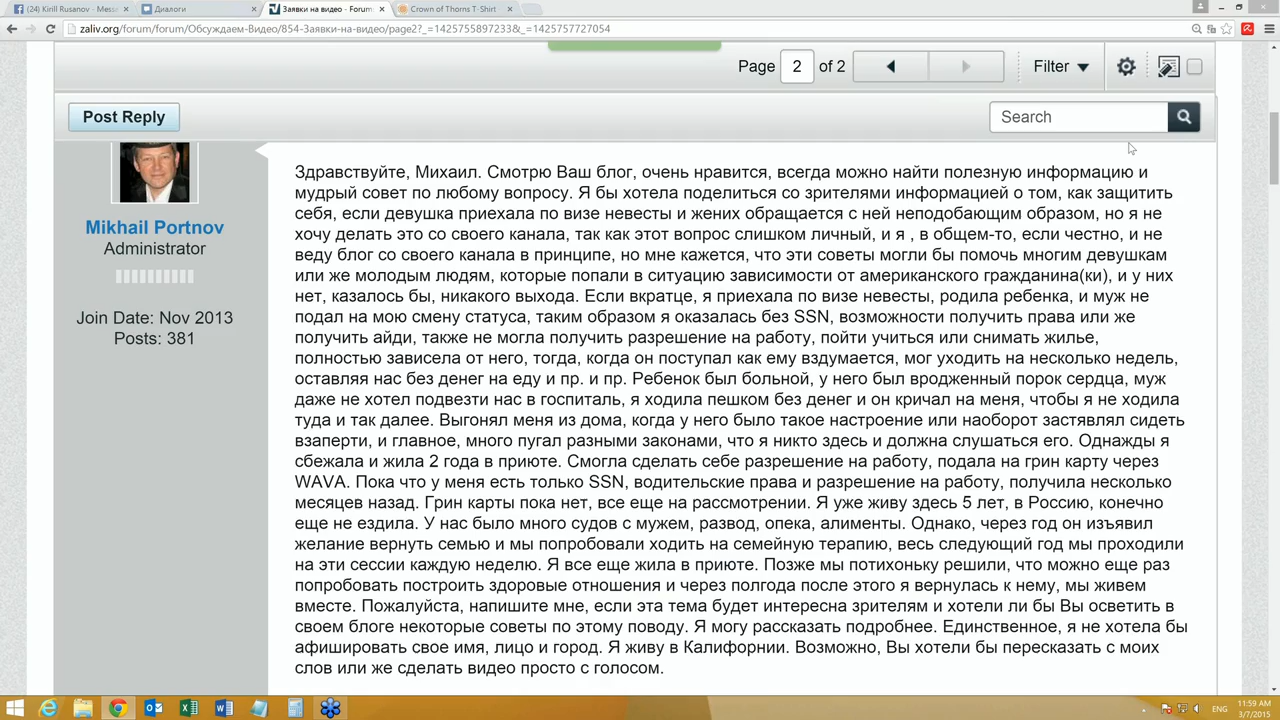 (24) Kirill Rusanov - Mess
Диалоги
Заявки на видео - Forum
Crown of Thorns T-Shirt
zaliv.org/forum/forum/Обсуждаем-Видео/854-Заявки-на-видео/page2?_=1425755897233&_=1425757727054
Page 2 of 2
Filter
Post Reply
Search
Mikhail Portnov
Administrator
Join Date: Nov 2013
Posts: 381
Здравствуйте, Михаил. Смотрю Ваш блог, очень нравится, всегда можно найти полезную информацию и
мудрый совет по любому вопросу. Я бы хотела поделиться со зрителями информацией о том, как защитить
себя, если девушка приехала по визе невесты и жених обращается с ней неподобающим образом, но я не
хочу делать это со своего канала, так как этот вопрос слишком личный, и я , в общем-то, если честно, и не
веду блог со своего канала в принципе, но мне кажется, что эти советы могли бы помочь многим девушкам
или же молодым людям, которые попали в ситуацию зависимости от американского гражданина(ки), и у них
нет, казалось бы, никакого выхода. Если вкратце, я приехала по визе невесты, родила ребенка, и муж не
подал на мою смену статуса, таким образом я оказалась без SSN, возможности получить права или же
получить айди, также не могла получить разрешение на работу, пойти учиться или снимать жилье,
полностью зависела от него, тогда, когда он поступал как ему вздумается, мог уходить на несколько недель,
оставляя нас без денег на еду и пр. и пр. Ребенок был больной, у него был врожденный порок сердца, муж
даже не хотел подвезти нас в госпиталь, я ходила пешком без денег и он кричал на меня, чтобы я не ходила
туда и так далее. Выгонял меня из дома, когда у него было такое настроение или наоборот заставлял сидеть
взаперти, и главное, много пугал разными законами, что я никто здесь и должна слушаться его. Однажды я
сбежала и жила 2 года в приюте. Смогла сделать себе разрешение на работу, подала на грин карту через
WAVA. Пока что у меня есть только SSN, водительские права и разрешение на работу, получила несколько
месяцев назад. Грин карты пока нет, все еще на рассмотрении. Я уже живу здесь 5 лет, в Россию, конечно
еще не ездила. У нас было много судов с мужем, развод, опека, алименты. Однако, через год он изъявил
желание вернуть семью и мы попробовали ходить на семейную терапию, весь следующий год мы проходили
на эти сессии каждую неделю. Я все еще жила в приюте. Позже мы потихоньку решили, что можно еще раз
попробовать построить здоровые отношения и через полгода после этого я вернулась к нему, мы живем
вместе. Пожалуйста, напишите мне, если эта тема будет интересна зрителям и хотели ли бы Вы осветить в
своем блоге некоторые советы по этому поводу. Я могу рассказать подробнее. Единственное, я не хотела бы
афишировать свое имя, лицо и город. Я живу в Калифорнии. Возможно, Вы хотели бы пересказать с моих
слов или же сделать видео просто с голосом.
ENG
11:59 AM
3/7/2015